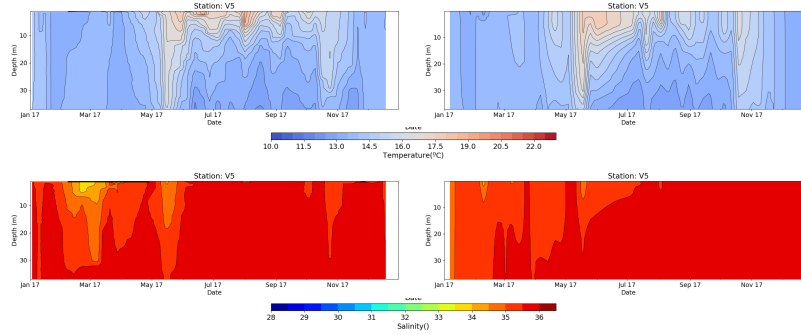 Station: V5
Station: V5
10
20
30
Depth (m)
Jan 17 Mar 17 May 17 Jul 17 Sep 17 Nov 17
Date
10
20
30
Depth (m)
Jan 17 Mar 17 May 17 Jul 17 Sep 17 Nov 17
Date
10.0 11.5 13.0 14.5 16.0 17.5 19.0 20.5 22.0
Temperature(ºC)
Station: V5
Station: V5
10
20
30
Depth (m)
Jan 17 Mar 17 May 17 Jul 17 Sep 17 Nov 17
Date
10
20
30
Depth (m)
Jan 17 Mar 17 May 17 Jul 17 Sep 17 Nov 17
Date
28 29 30 31 32 33 34 35 36
Salinity()